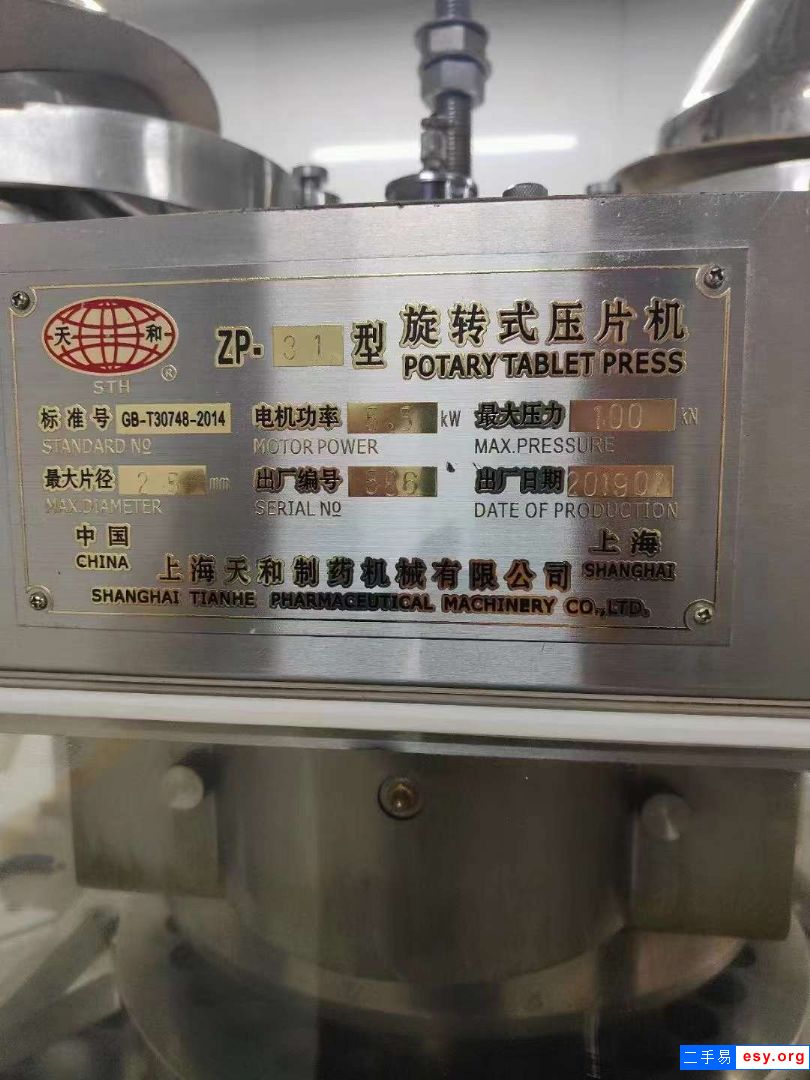 天 和
STH ®
ZP- 31 型 旋转式压片机
POTARY TABLET PRESS
标准号 GB-T30748-2014 电机功率 5.5 kW 最大压力 100 kN
STANDARD NO MOTOR POWER MAX.PRESSURE
最大片径 25 mm 出厂编号 出厂日期
MAX.DIAMETER SERIAL NO DATE OF PRODUCTION
中国 上海
CHINA SHANGHAI
上海天和制药机械有限公司
SHANGHAI TIANHE PHARMACEUTICAL MACHINERY CO.,LTD.
二手易 esy.org